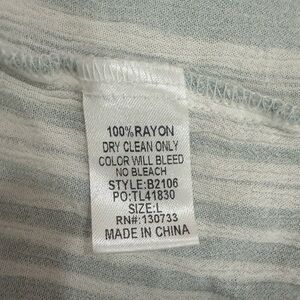 100%RAYON
DRY CLEAN ONLY
COLOR WILL BLEED
NO BLEACH
STYLE:B2106
PO:TL41830
SIZE:L
RN#:130733
MADE IN CHINA